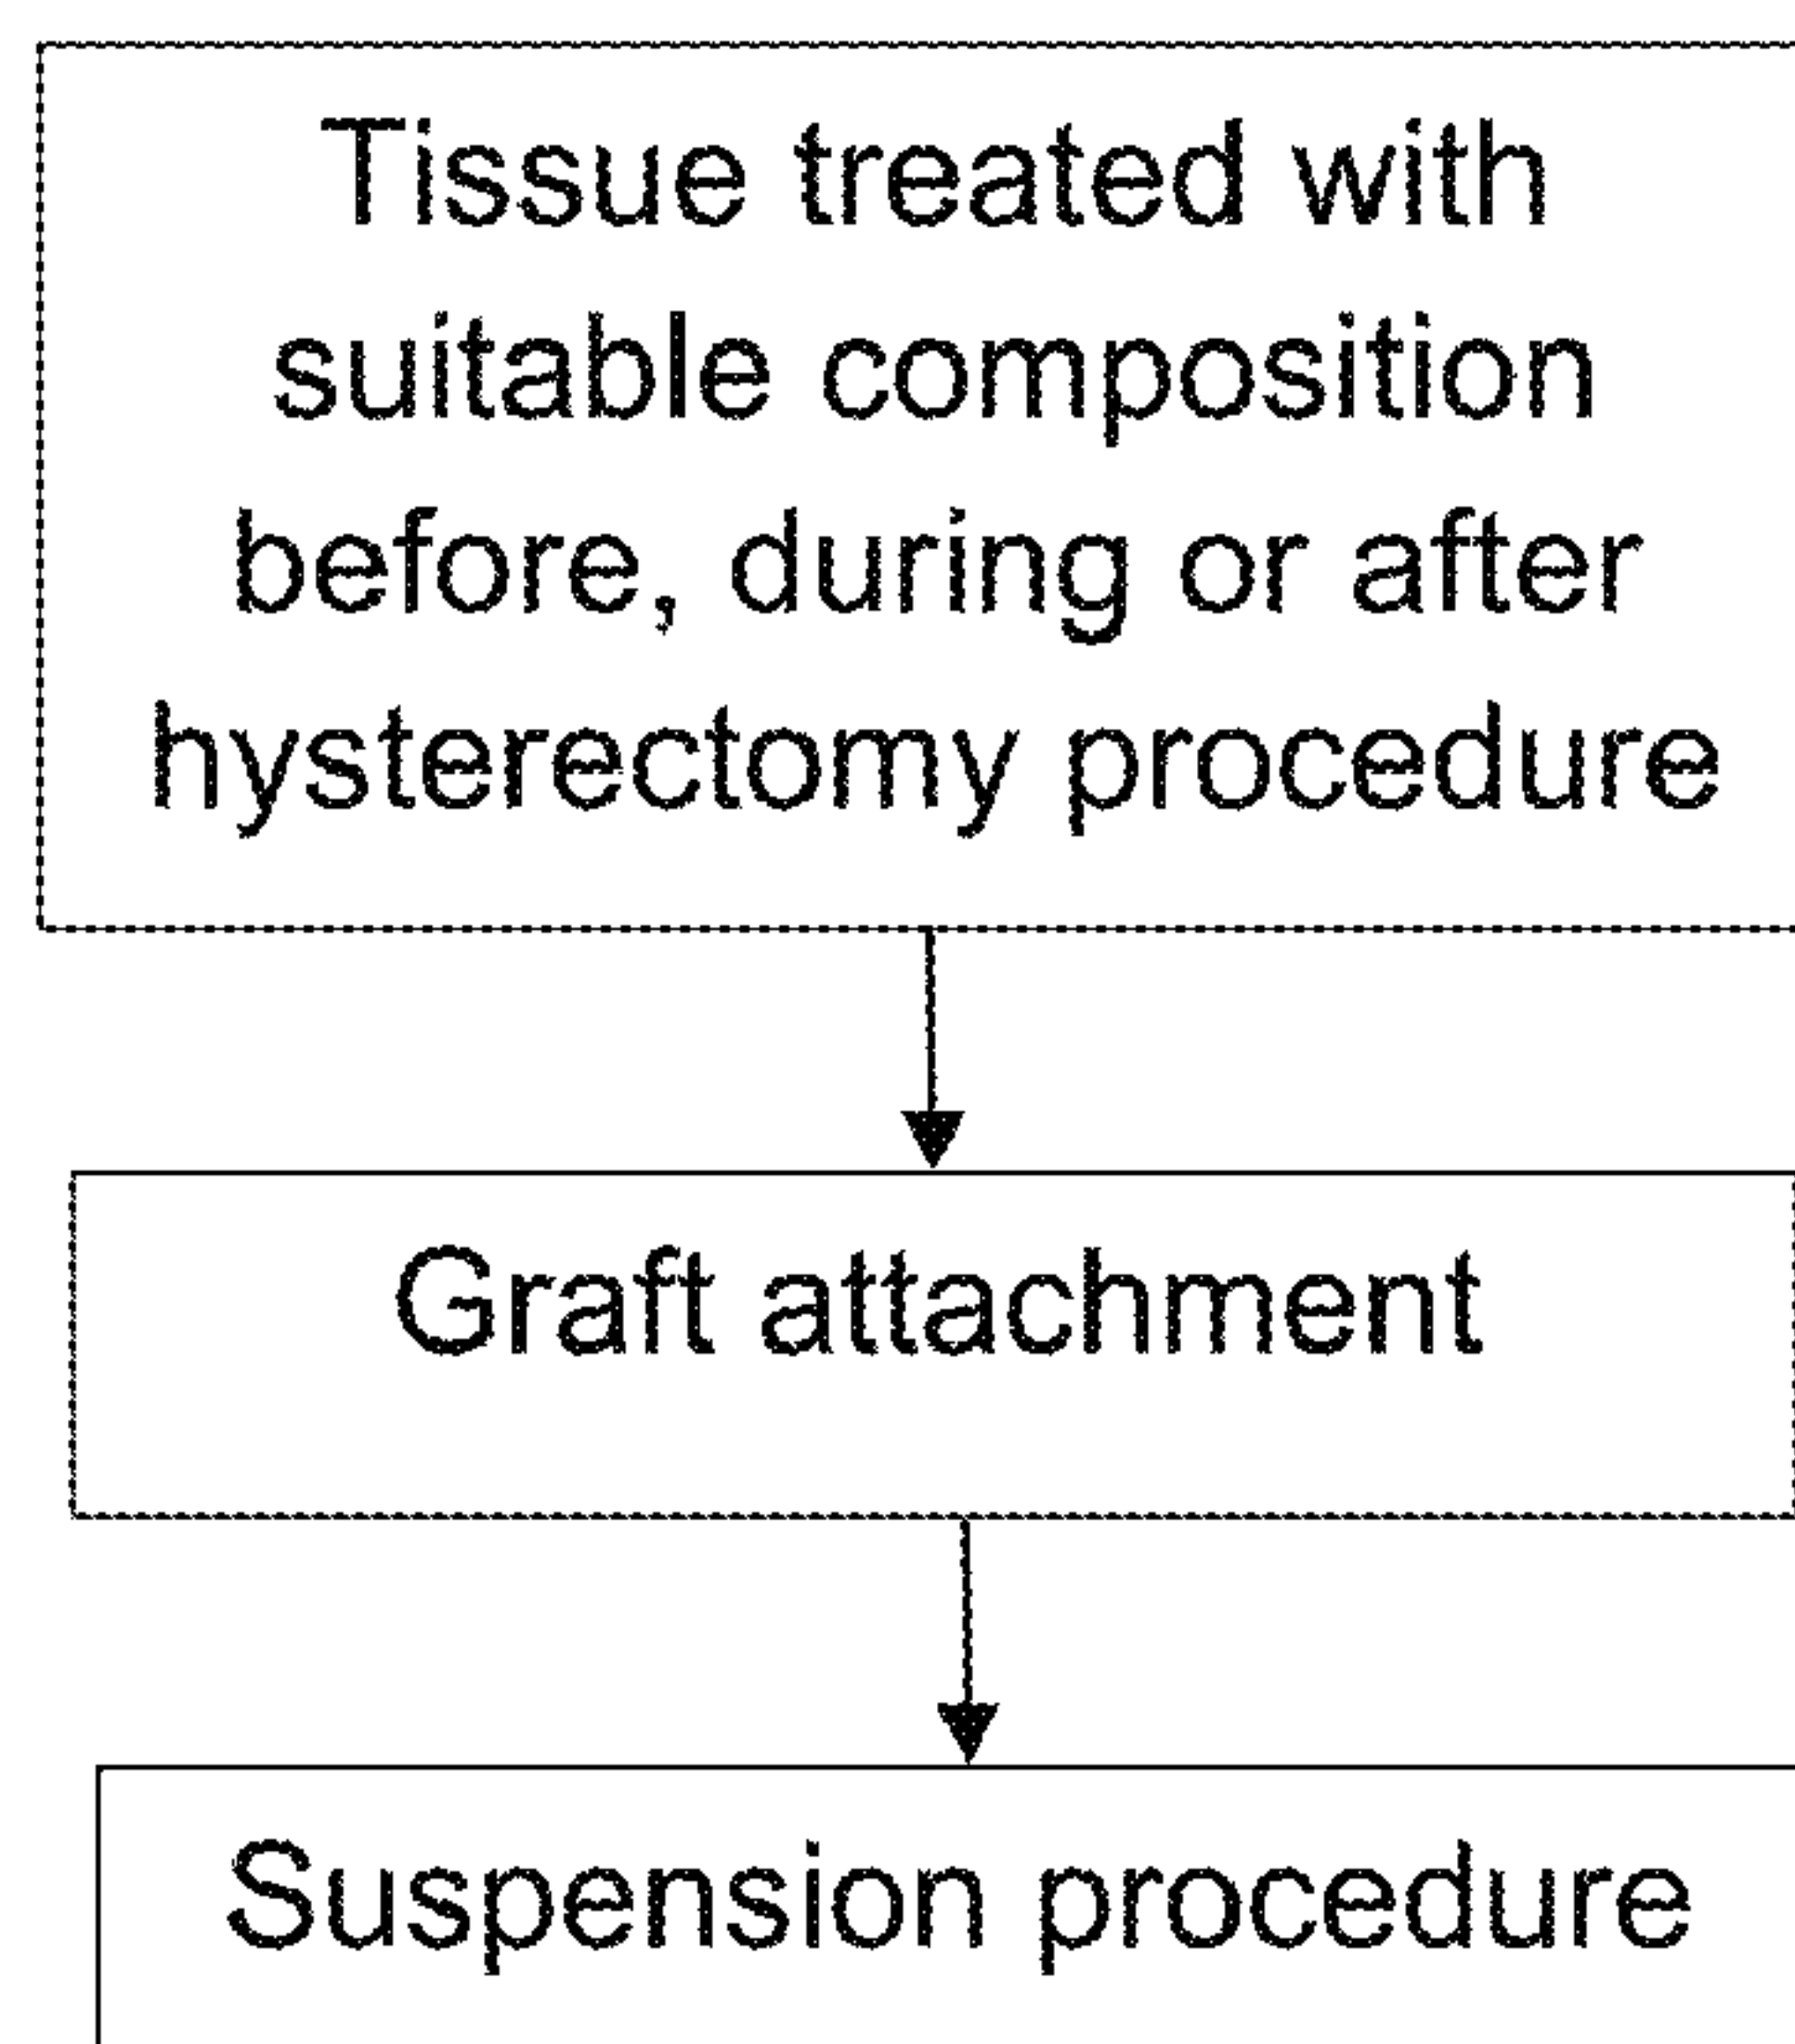 Tissue treated with
suitable composition
before, during or after
hysterectomy procedure
Graft attachment
Suspension procedure